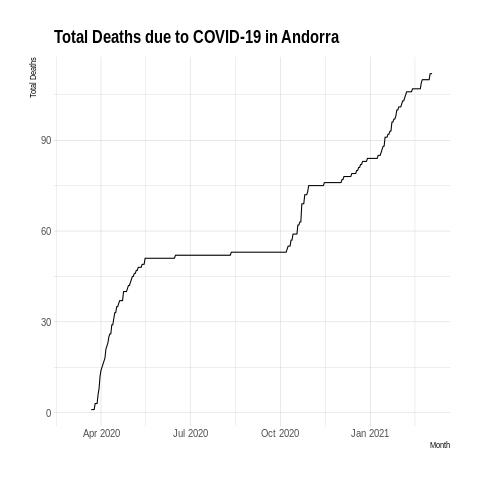 Total Deaths due to COVID-19 in Andorra
Total Deaths
90
60
30
0
Apr 2020 Jul 2020 Oct 2020 Jan 2021
Month